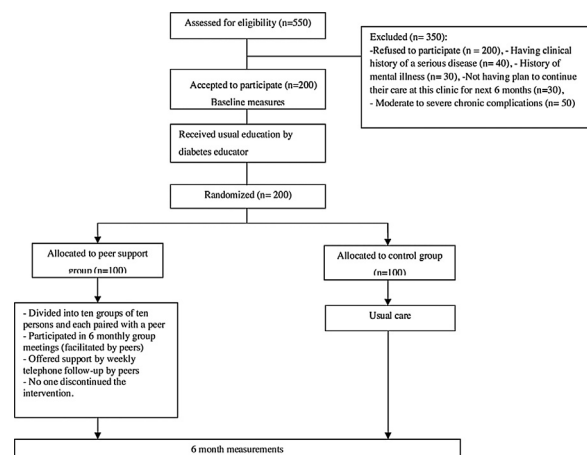 Assessed for eligibility (n=550)
Excluded (n= 350):
-Refused to participate (n = 200), - Having clinical
history of a serious disease (n= 40), - History of
mental illness (n= 30), -Not having plan to continue
their care at this clinic for next 6 months (n=30),
- Moderate to severe chronic complications (n= 50)
Accepted to participate (n=200)
Baseline measures
Received usual education by
diabetes educator
Randomized (n= 200)
Allocated to peer support
group (n=100)
Allocated to control group
(n=100)
- Divided into ten groups of ten
persons and each paired with a peer
- Participated in 6 monthly group
meetings (facilitated by peers)
- Offered support by weekly
telephone follow-up by peers
- No one discontinued the
intervention.
Usual care
6 month measurements